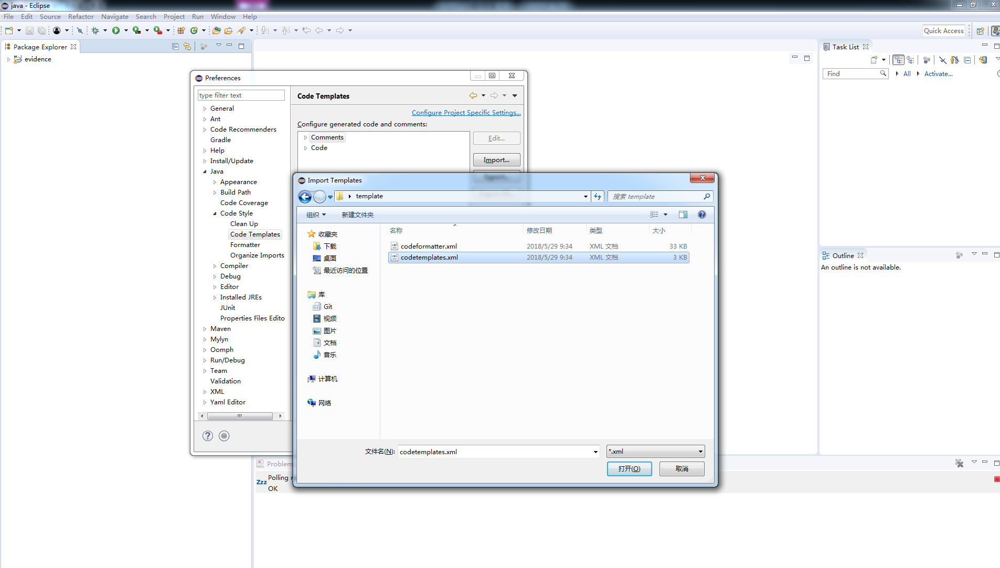 java - Eclipse
File Edit Source Refactor Navigate Search Project Run Window Help
Quick Access
Package Explorer
evidence
Task List
Find
All
Activate...
Outline
An outline is not available.
Preferences
type filter text
General
Ant
Code Recommenders
Gradle
Help
Install/Update
Java
Appearance
Build Path
Code Coverage
Code Style
Clean Up
Code Templates
Formatter
Organize Imports
Compiler
Debug
Editor
Installed JREs
JUnit
Properties Files Edito
Maven
Mylyn
Oomph
Run/Debug
Team
Validation
XML
Yaml Editor
Code Templates
Configure Project Specific Settings...
Configure generated code and comments:
Comments
Code
Edit...
Import...
Import Templates
template
搜索 template
组织
新建文件夹
名称 修改日期 类型 大小
codeformatter.xml 2018/5/29 9:34 XML 文档 33 KB
codetemplates.xml 2018/5/29 9:34 XML 文档 3 KB
收藏夹
下载
桌面
最近访问的位置
库
Git
视频
图片
文档
音乐
计算机
网络
文件名(N): codetemplates.xml
*.xml
打开(O)
取消
Problem
Zzz
Polling
OK